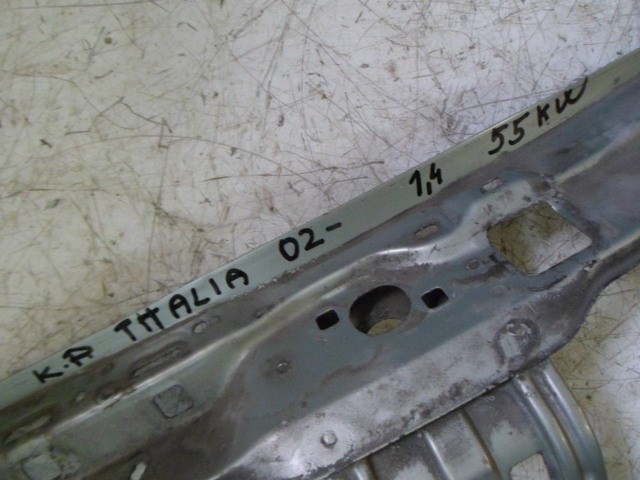 K.P. THALIA 02- 1,4 55KW